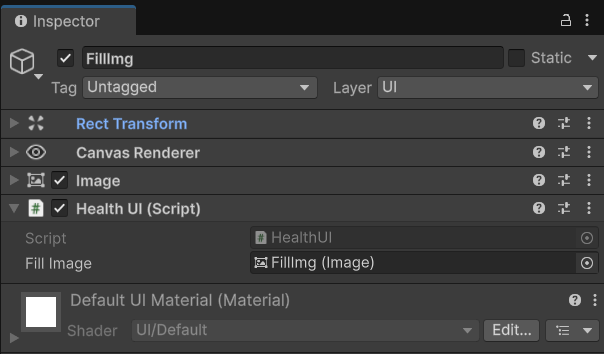 Inspector
FillImg
Static
Tag Untagged Layer UI
Rect Transform
Canvas Renderer
Image
# Health UI (Script)
Script # HealthUI
Fill Image FillImg (Image)
Default UI Material (Material)
Shader UI/Default Edit...